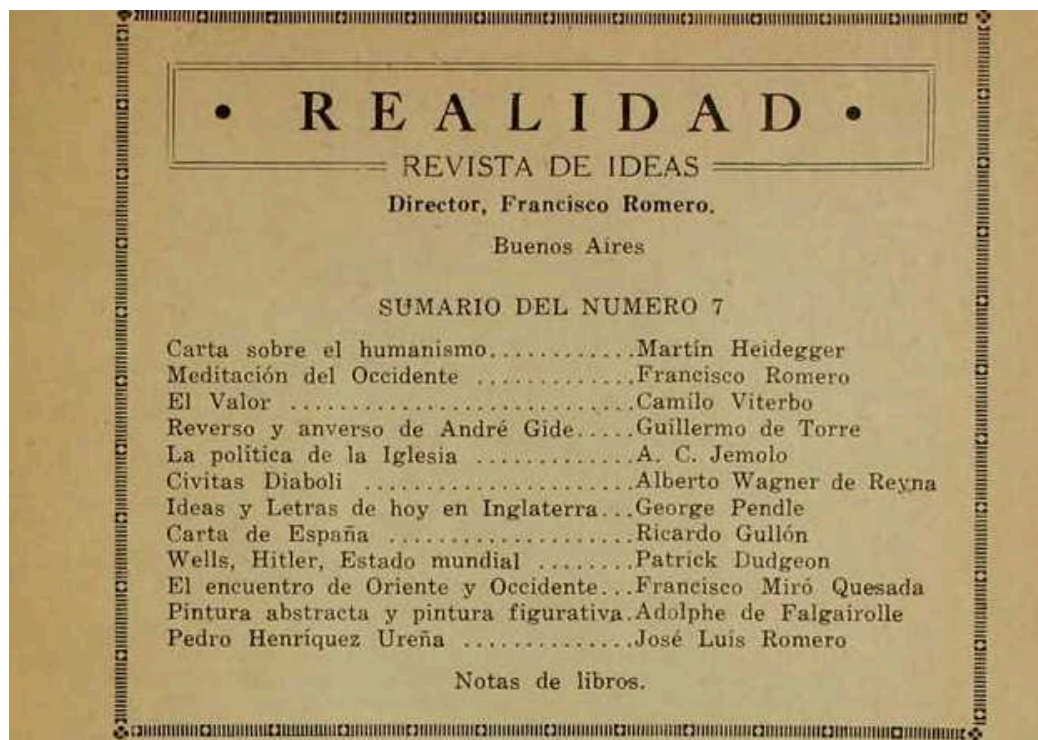 • REALIDAD •
REVISTA DE IDEAS
Director, Francisco Romero.
Buenos Aires
SUMARIO DEL NUMERO 7
Carta sobre el humanismo............Martín Heidegger
Meditación del Occidente .............Francisco Romero
El Valor ............................Camilo Viterbo
Reverso y anverso de André Gide.....Guillermo de Torre
La política de la Iglesia .............A. C. Jemolo
Civitas Diaboli ......................Alberto Wagner de Reyna
Ideas y Letras de hoy en Inglaterra...George Pendle
Carta de España ....................Ricardo Gullón
Wells, Hitler, Estado mundial ........Patrick Dudgeon
El encuentro de Oriente y Occidente...Francisco Miró Quesada
Pintura abstracta y pintura figurativa.Adolphe de Falgairolle
Pedro Henríquez Ureña ..............José Luis Romero
Notas de libros.